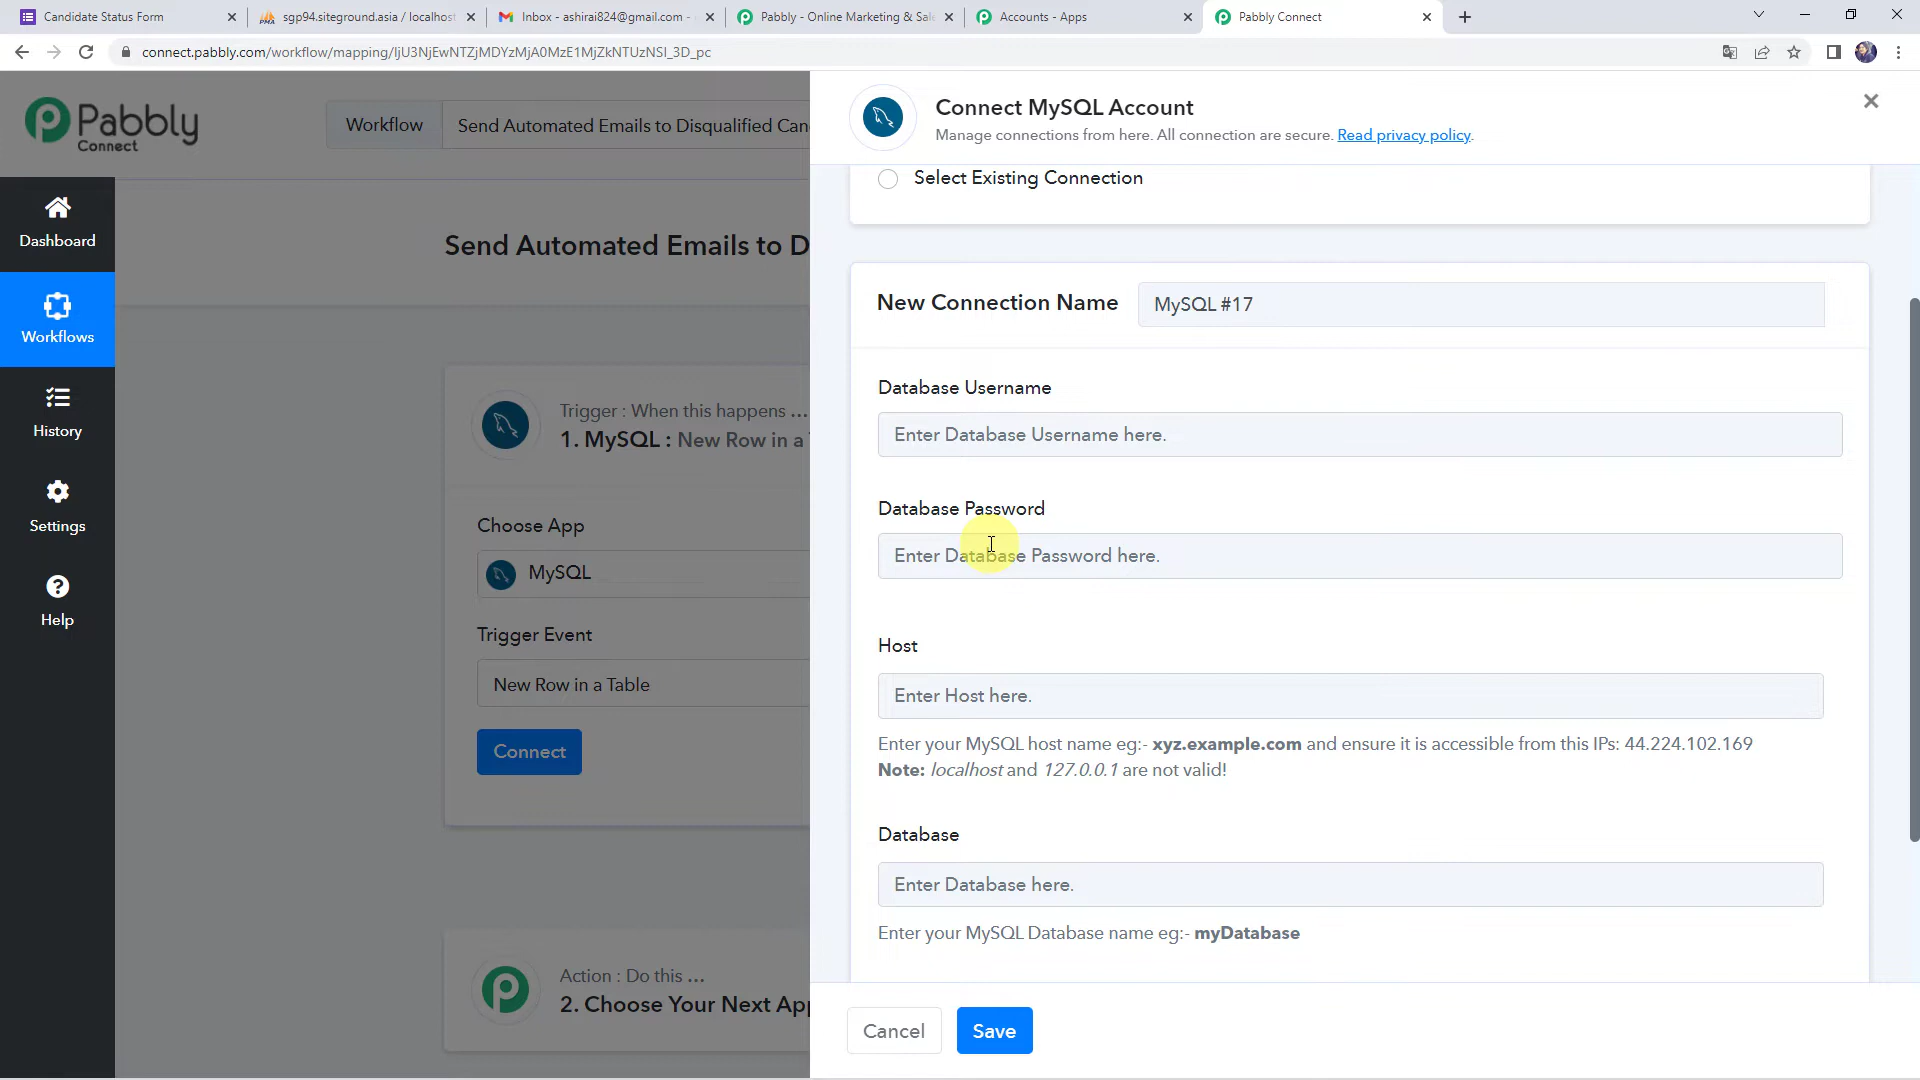 Candidate Status Form
sgp94.siteground.asia / localhost
Inbox - ashirai824@gmail.com -
Pabbly - Online Marketing & Sale
Accounts - Apps
Pabbly Connect
connect.pabbly.com/workflow/mapping/IjU3NjEwNTZjMDYzMjA0MzE1MjZkNTUzNSI_3D_pc
Pabbly
Connect
Workflow
Send Automated Emails to Disqualified Can
Connect MySQL Account
Manage connections from here. All connection are secure. Read privacy policy.
Dashboard
Workflows
History
Settings
Help
Send Automated Emails to D
Trigger : When this happens ...
1. MySQL : New Row in a
Choose App
MySQL
Trigger Event
New Row in a Table
Connect
Action : Do this ...
2. Choose Your Next App
Select Existing Connection
New Connection Name
MySQL #17
Database Username
Enter Database Username here.
Database Password
Enter Database Password here.
Host
Enter Host here.
Enter your MySQL host name eg:- xyz.example.com and ensure it is accessible from this IPs: 44.224.102.169
Note: localhost and 127.0.0.1 are not valid!
Database
Enter Database here.
Enter your MySQL Database name eg:- myDatabase
Cancel
Save